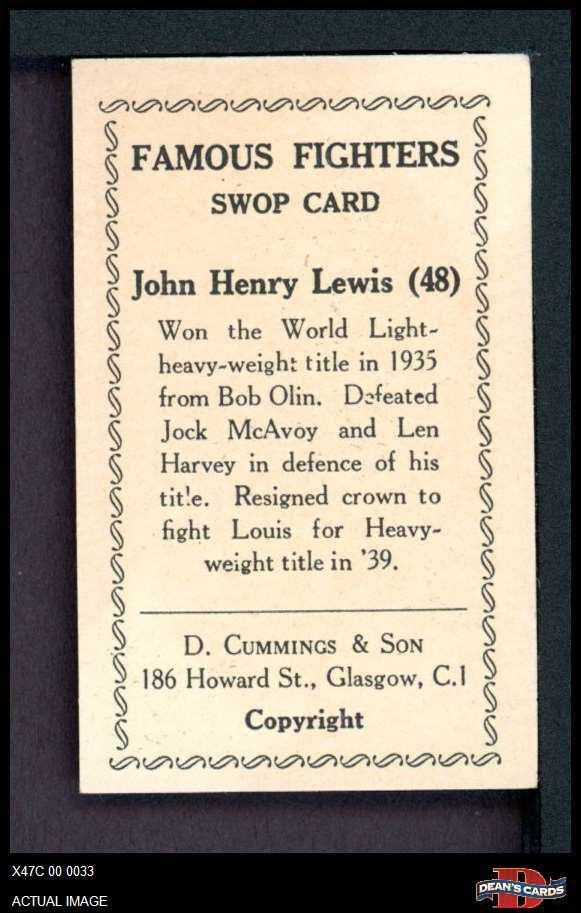 FAMOUS FIGHTERS
SWOP CARD
John Henry Lewis (48)
Won the World Light-
heavy-weight title in 1935
from Bob Olin. Defeated
Jock McAvoy and Len
Harvey in defence of his
title. Resigned crown to
fight Louis for Heavy-
weight title in '39.
D. CUMMINGS & SON
186 Howard St., Glasgow, C.1
Copyright
X47C 00 0033
ACTUAL IMAGE
D
DEAN'S CARDS